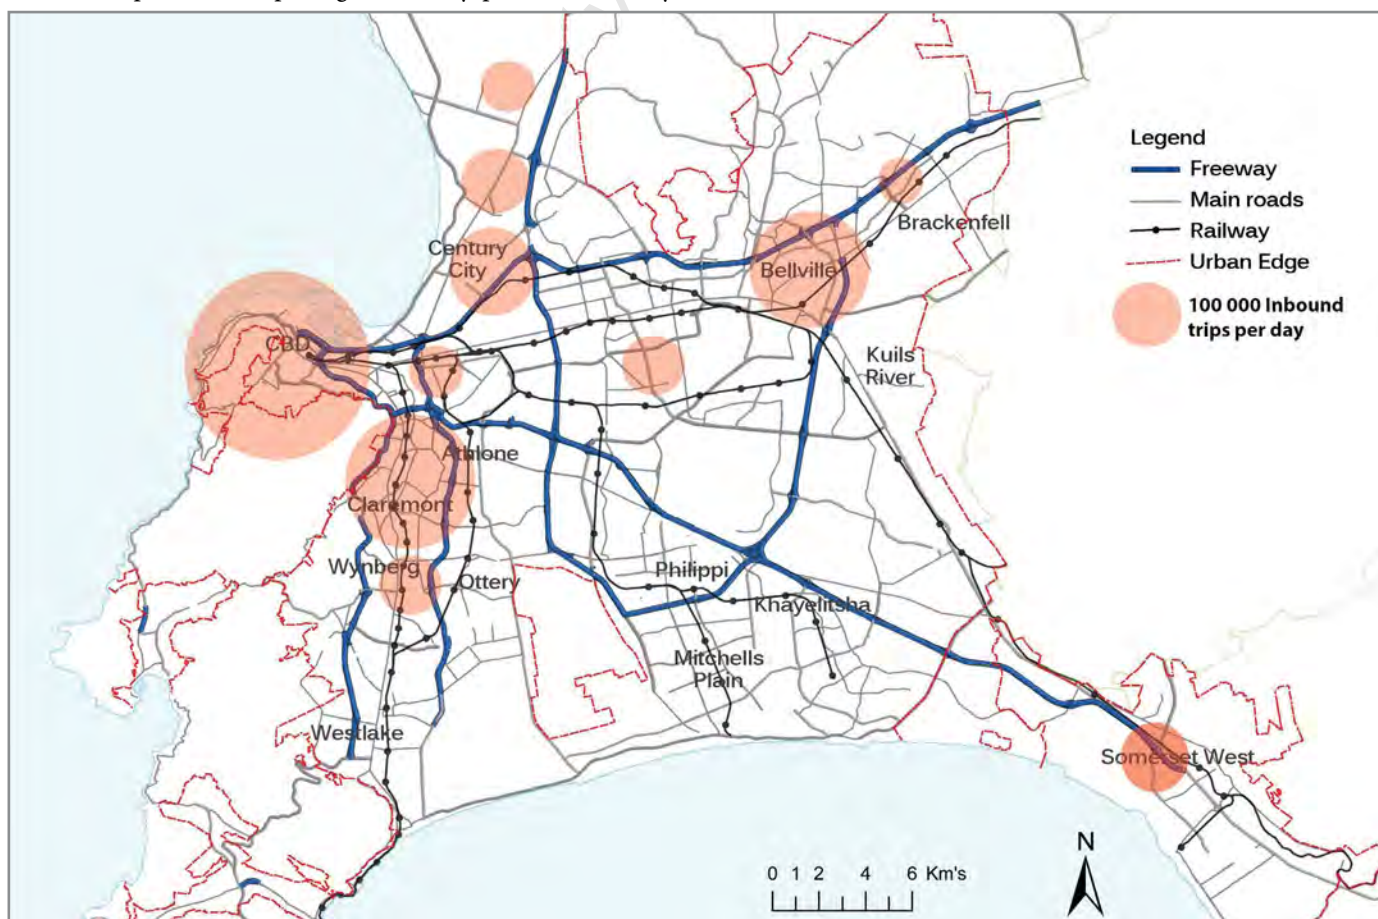 Century
City
Brackenfell
Bellville
CBD
Kuils
River
Athlone
Claremont
Wynberg
Ottery
Philippi
Khayelitsha
Mitchells
Plain
Westlake
Somerset West
Legend
Freeway
Main roads
Railway
Urban Edge
100 000 Inbound
trips per day
N
0 1 2 4 6 Km's